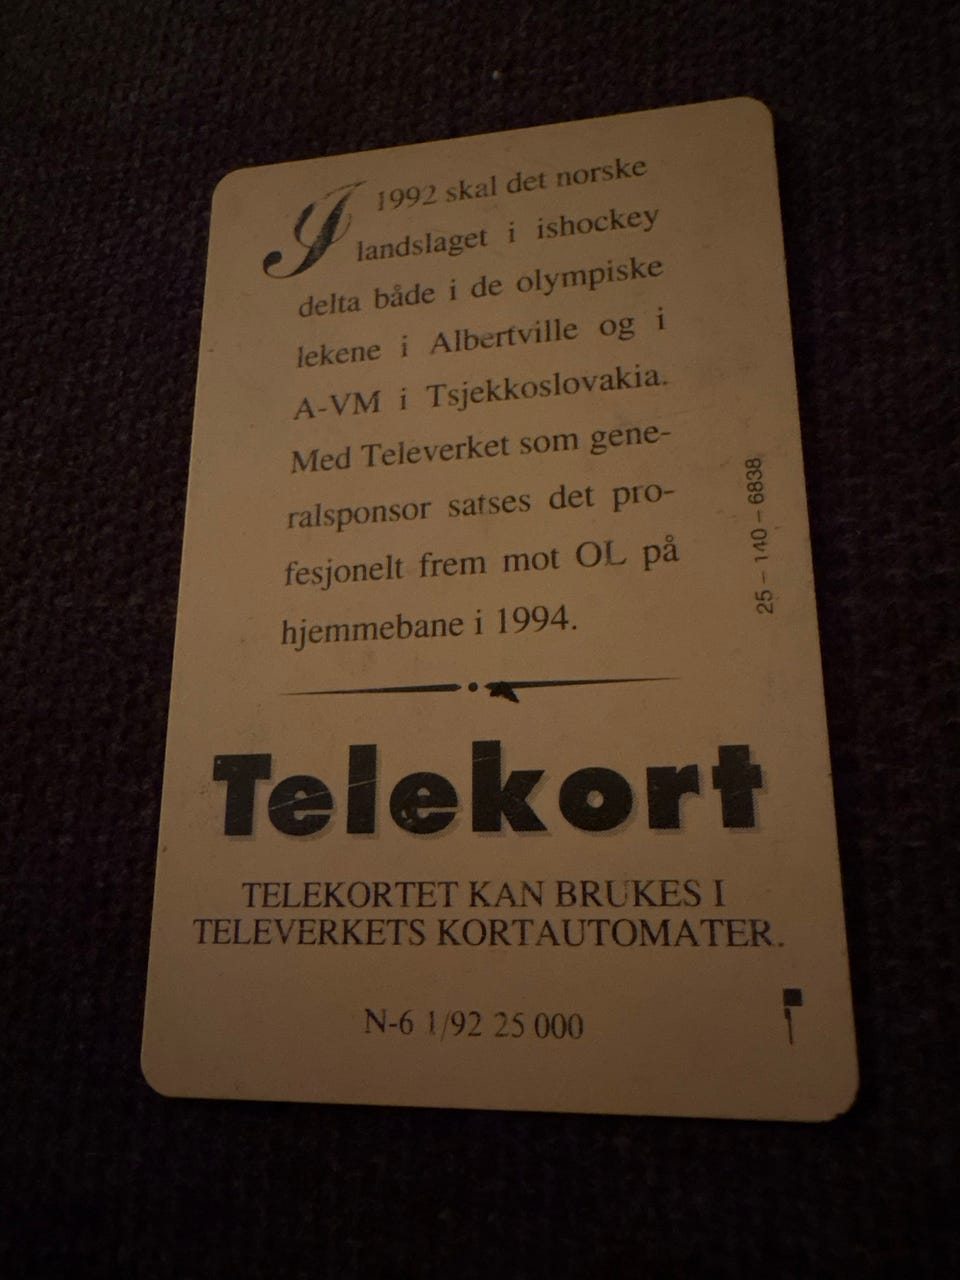 I 1992 skal det norske
landslaget i ishockey
delta både i de olympiske
lekene i Albertville og i
A-VM i Tsjekkoslovakia.
Med Televerket som gene-
ralsponsor satses det pro-
fesjonelt frem mot OL på
hjemmebane i 1994.
25-140-6838
Telekort
TELEKORTET KAN BRUKES I
TELEVERKETS KORTAUTOMATER.
N-6 1/92 25 000